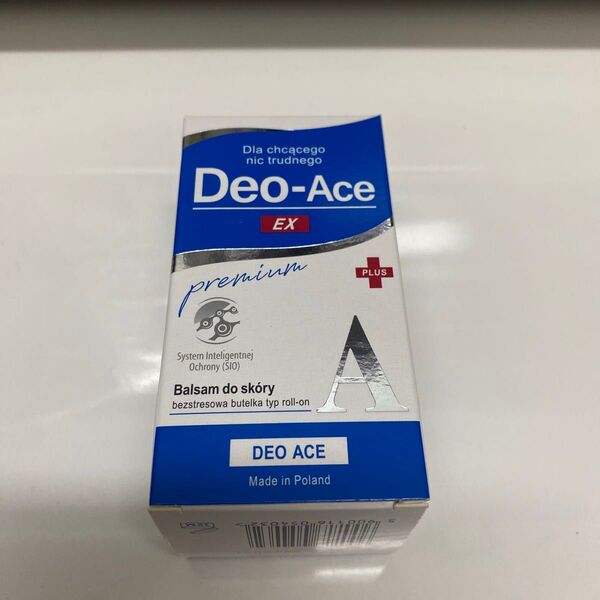 Dla chcącego
nic trudnego
Deo-Ace
EX
premium
PLUS
System Inteligentnej
Ochrony (SIO)
A
Balsam do skóry
bezstresowa butelka typ roll-on
DEO ACE
Made in Poland
12M